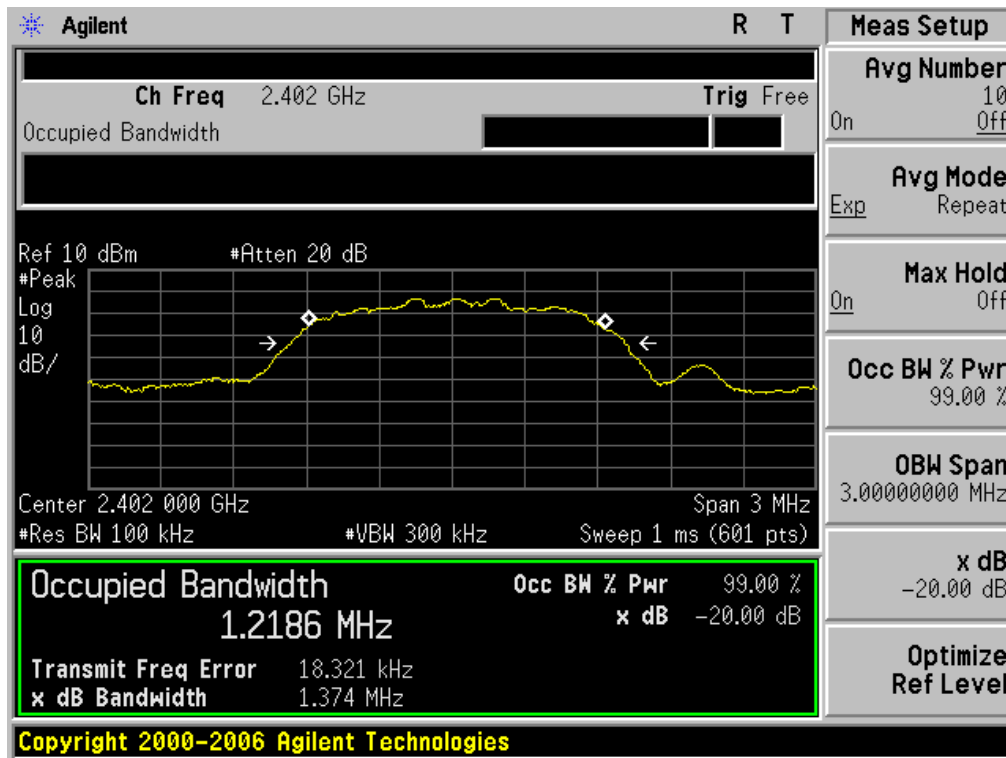 Agilent R T Meas Setup
Avg Number
10
On Off
Ch Freq 2.402 GHz Trig Free
Occupied Bandwidth
Avg Mode
Exp Repeat
Ref 10 dBm #Atten 20 dB
#Peak
Log
10
dB/
Max Hold
On Off
Occ BW % Pwr
99.00 %
OBW Span
3.00000000 MHz
Center 2.402 000 GHz Span 3 MHz
#Res BW 100 kHz #VBW 300 kHz Sweep 1 ms (601 pts)
x dB
-20.00 dB
Occupied Bandwidth Occ BW % Pwr 99.00 %
1.2186 MHz x dB -20.00 dB
Transmit Freq Error 18.321 kHz
x dB Bandwidth 1.374 MHz
Optimize
Ref Level
Copyright 2000-2006 Agilent Technologies